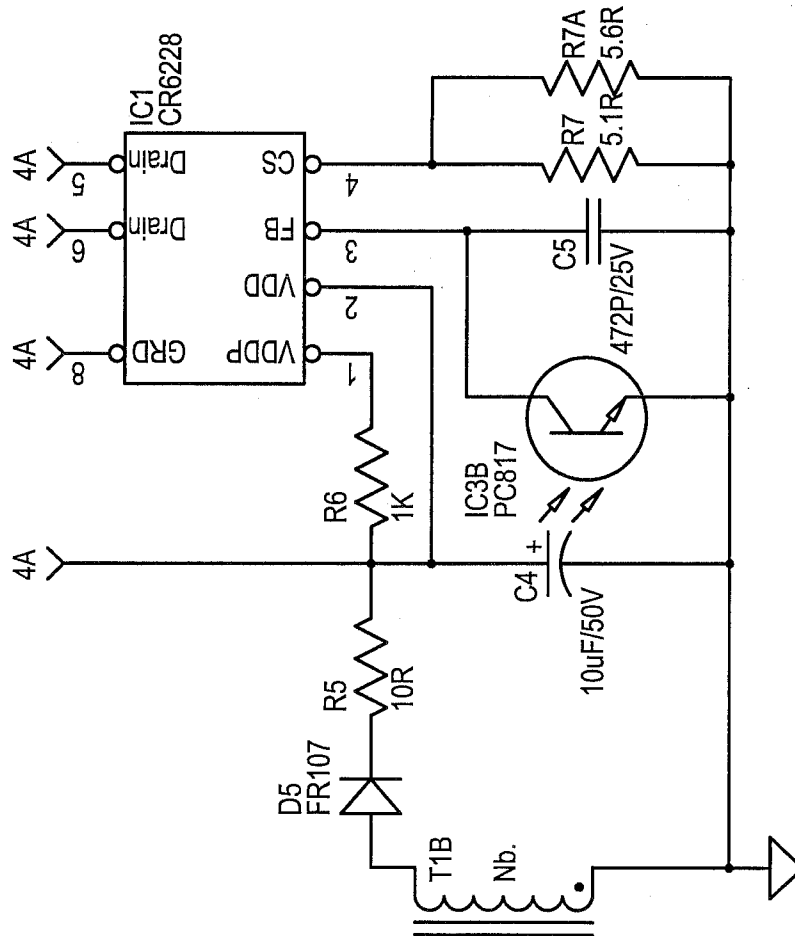 4A
4A
4A
4A
8
6
5
IC1
CR6228
GRD
Drain
Drain
VDDP
VDD
FB
CS
1
2
3
4
R6
1K
R5
10R
D5
FR107
T1B
Nb.
C4
+
10uF/50V
IC3B
PC817
C5
472P/25V
R7
5.1R
R7A
5.6R